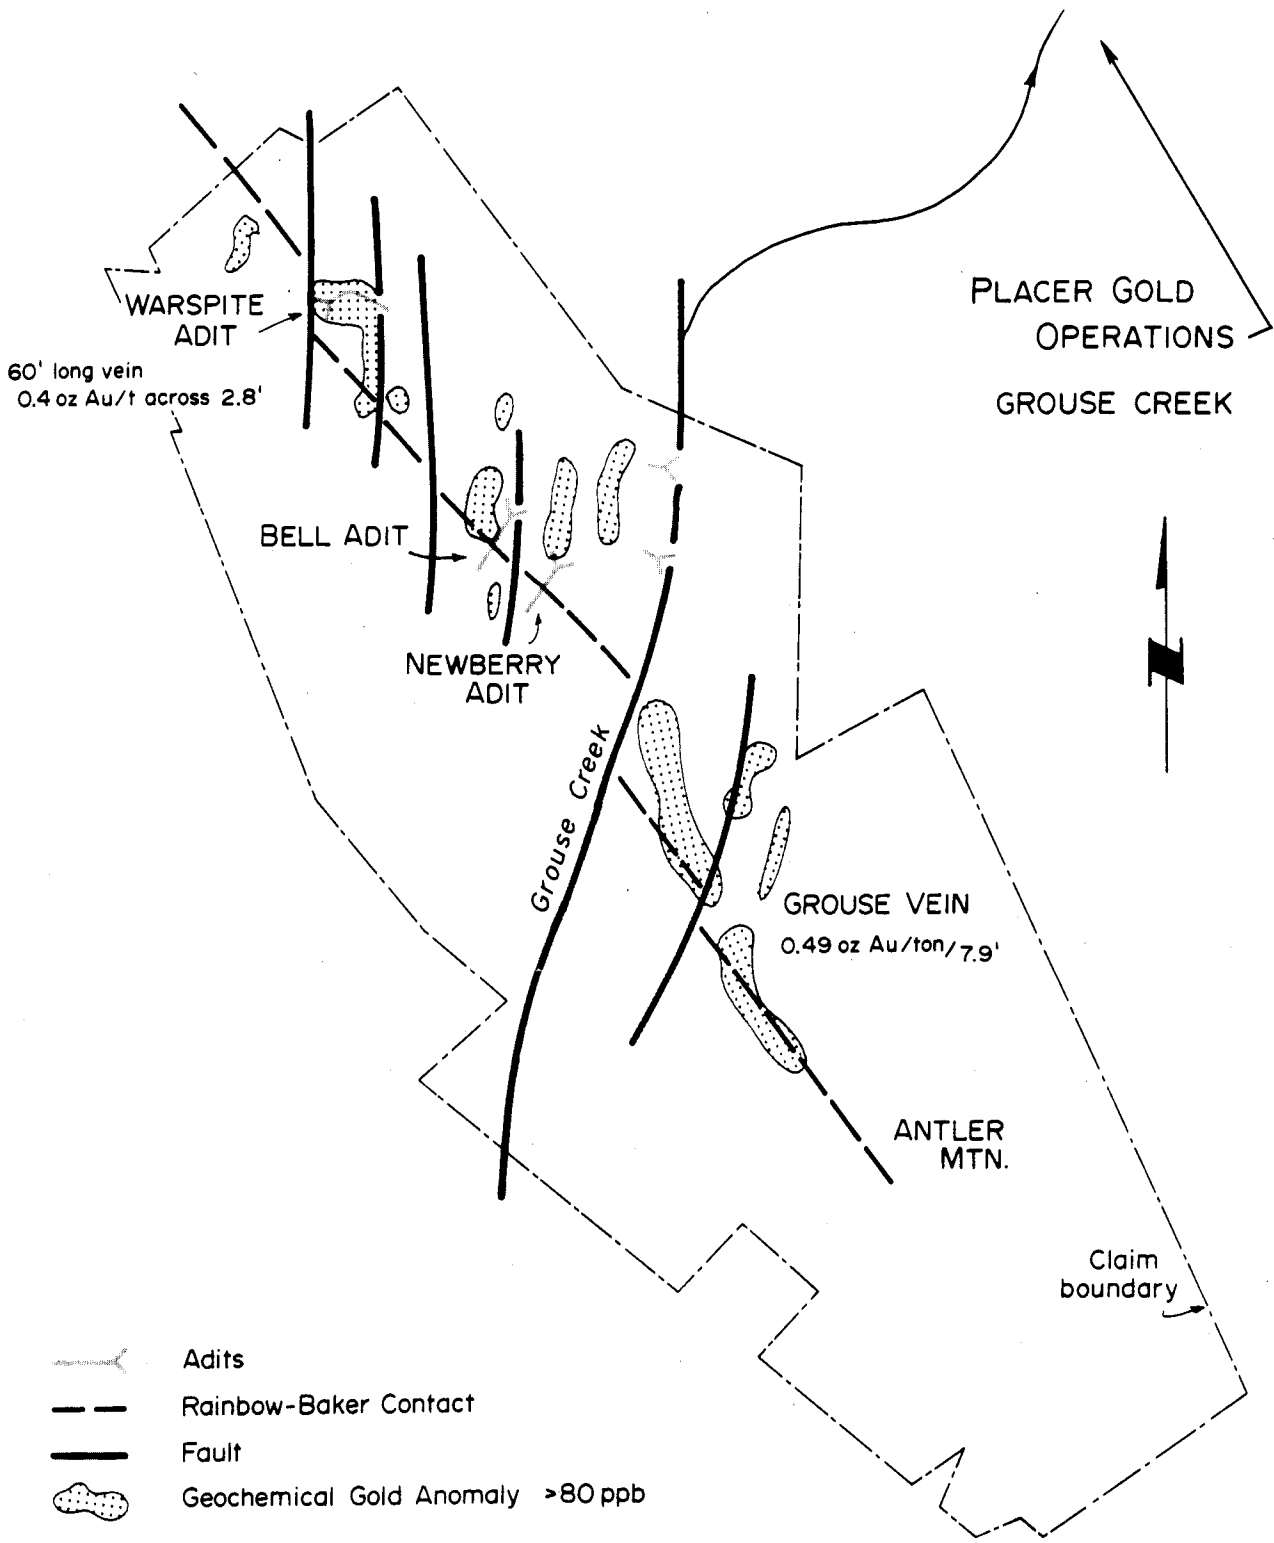 PLACER GOLD
OPERATIONS
GROUSE CREEK
WARSPITE
ADIT
60' long vein
0.4 oz Au/t across 2.8'
BELL ADIT
NEWBERRY
ADIT
Grouse Creek
GROUSE VEIN
0.49 oz Au/ton/7.9'
ANTLER
MTN.
Claim
boundary
Adits
Rainbow-Baker Contact
Fault
Geochemical Gold Anomaly >80 ppb